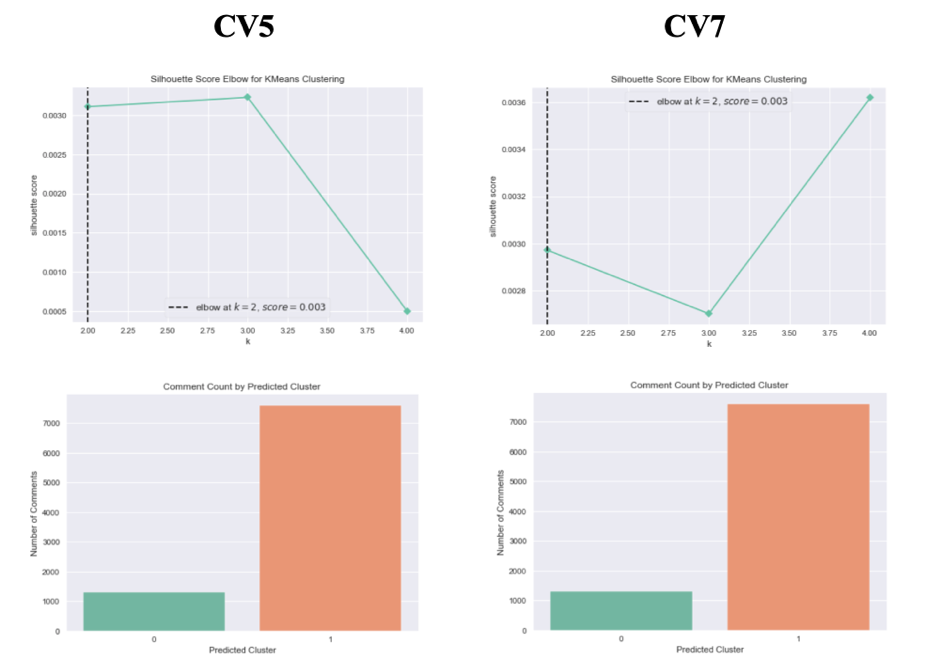 CV5
CV7
Silhouette Score Elbow for KMeans Clustering
silhouette score
0.0030
0.0025
0.0020
0.0015
0.0010
0.0005
elbow at k = 2, score = 0.003
2.00 2.25 2.50 2.75 3.00 3.25 3.50 3.75 4.00
k
Silhouette Score Elbow for KMeans Clustering
silhouette score
elbow at k = 2, score = 0.003
0.0036
0.0034
0.0032
0.0030
0.0028
2.00 2.25 2.50 2.75 3.00 3.25 3.50 3.75 4.00
k
Comment Count by Predicted Cluster
Number of Comments
7000
6000
5000
4000
3000
2000
1000
0
0 1
Predicted Cluster
Comment Count by Predicted Cluster
Number of Comments
7000
6000
5000
4000
3000
2000
1000
0
0 1
Predicted Cluster